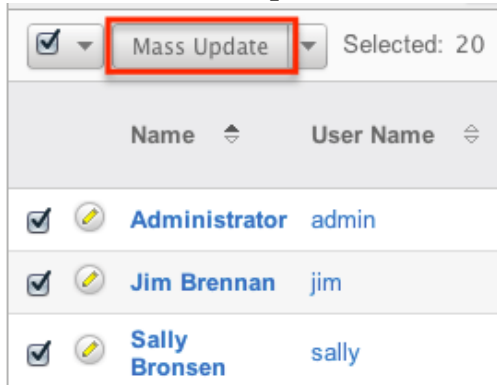 Mass Update Selected: 20
Name User Name
Administrator admin
Jim Brennan jim
Sally
Bronsen sally